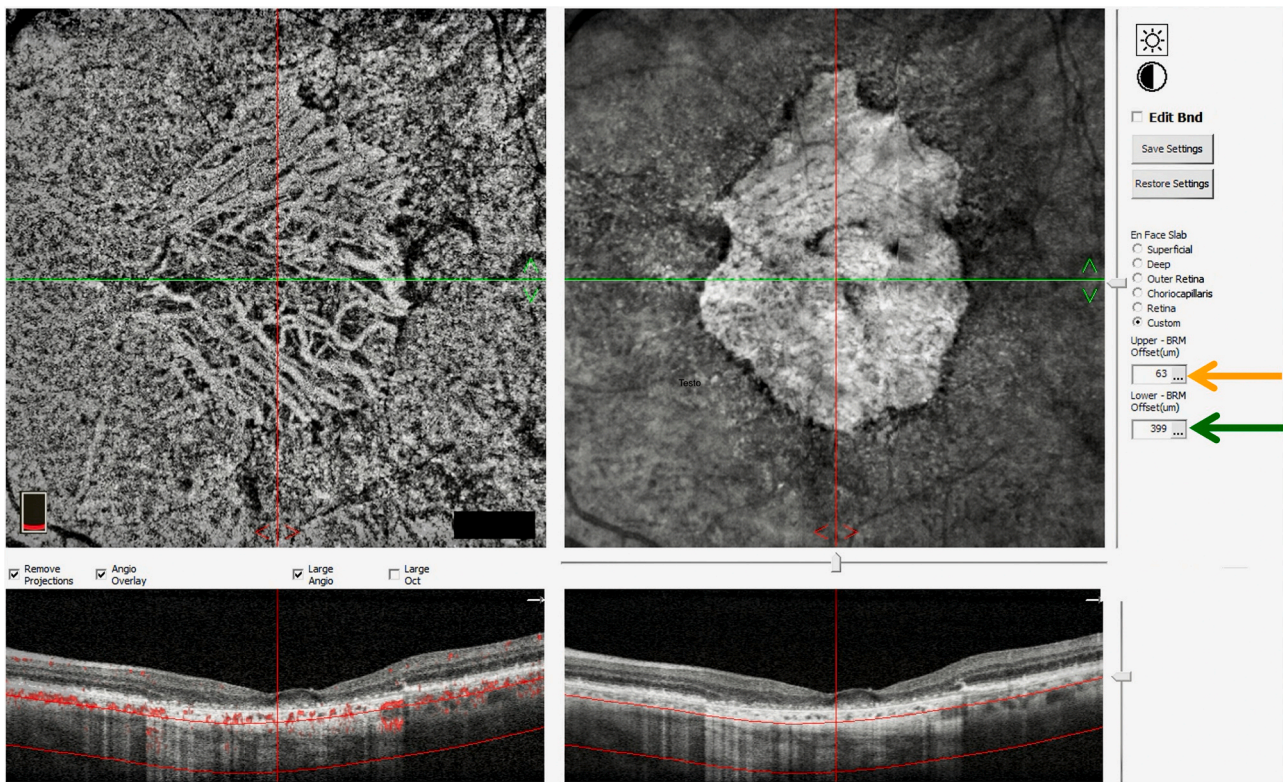 Edit Bnd
Save Settings
Restore Settings
En Face Slab
Superficial
Deep
Outer Retina
Choriocapillaris
Retina
Custom
Upper - BRM
Offset(um)
63 ...
Lower - BRM
Offset(um)
399 ...
Testo
Remove
Projections
Angio
Overlay
Large
Angio
Large
Oct